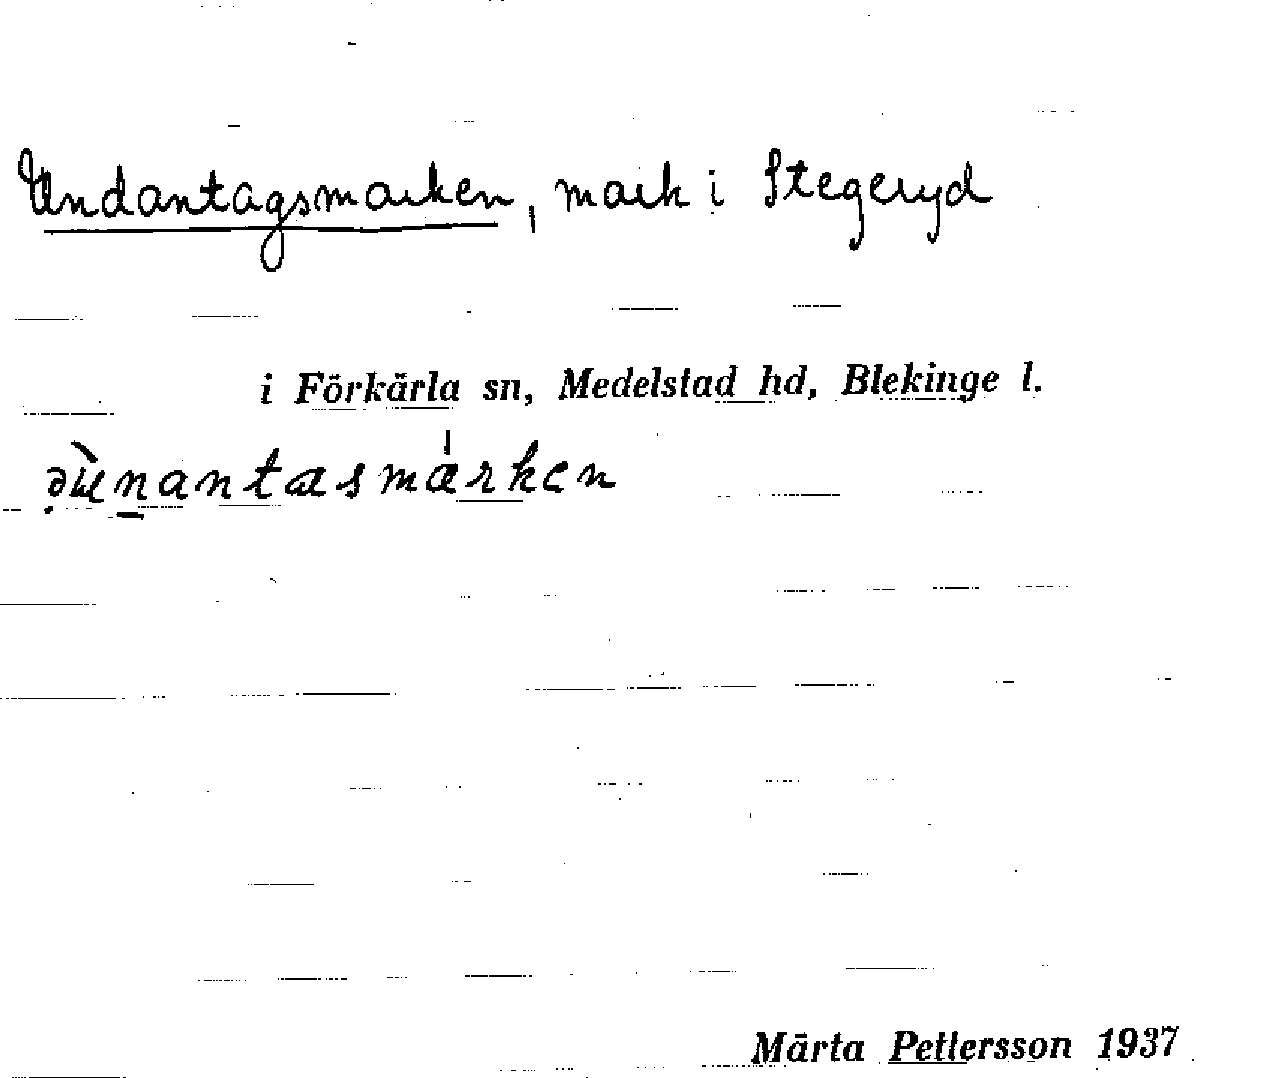 Undantagsmarken, mark i Stegeryd
i Förkärla sn, Medelstad hd, Blekinge l.
Märta Pettersson 1937